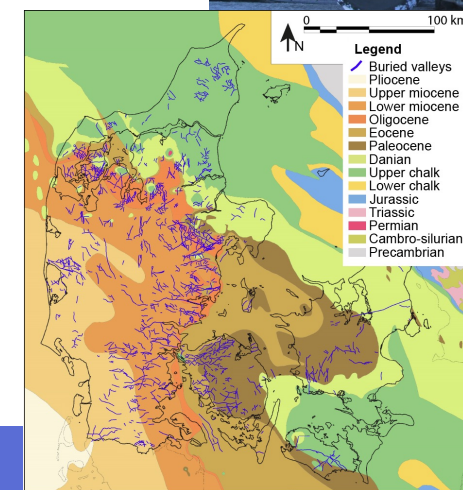 0 100 km
N
Legend
Buried valleys
Pliocene
Upper miocene
Lower miocene
Oligocene
Eocene
Paleocene
Danian
Upper chalk
Lower chalk
Jurassic
Triassic
Permian
Cambro-silurian
Precambrian